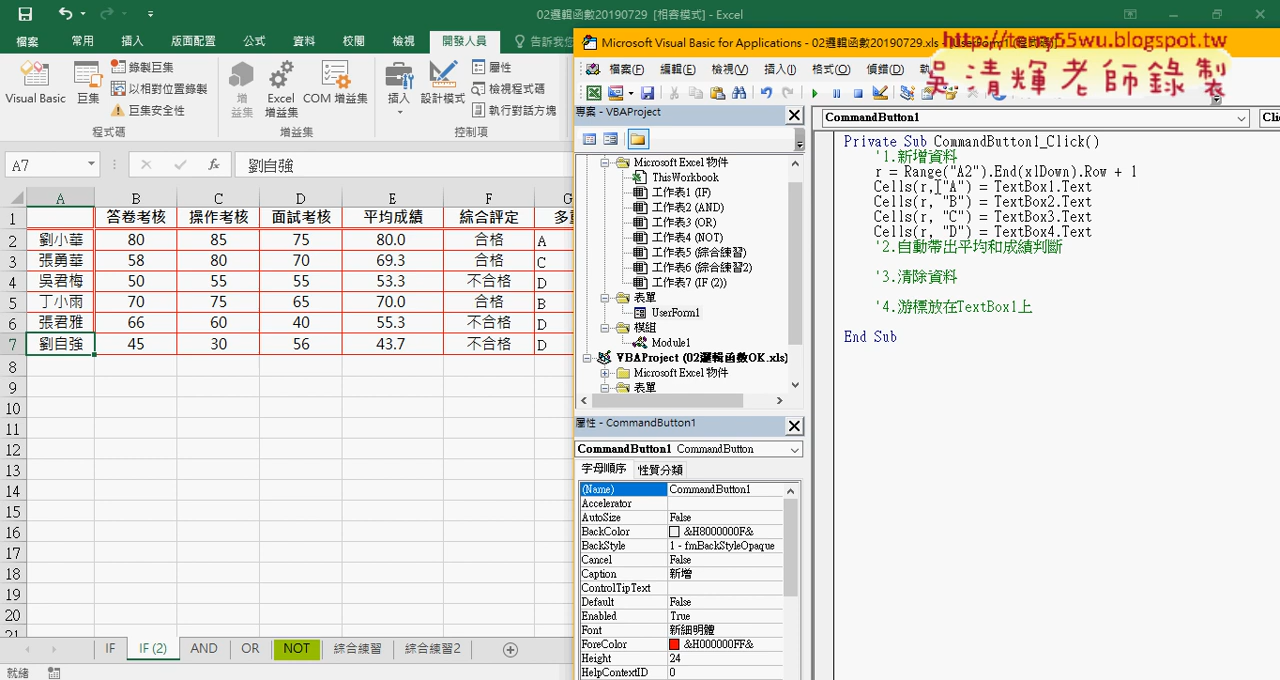 02邏輯函數20190729 [相容模式] - Excel
檔案 常用 插入 版面配置 公式 資料 校閱 檢視 開發人員 告訴我您
Visual Basic
巨集
錄製巨集
以相對位置錄製
巨集安全性
程式碼
增益集
Excel 增益集
COM 增益集
增益集
插入
設計模式
屬性
檢視程式碼
執行對話方塊
控制項
A7
劉自強
A B C D E F G
1 答卷考核 操作考核 面試考核 平均成績 綜合評定 多重
2 劉小華 80 85 75 80.0 合格 A
3 張勇華 58 80 70 69.3 合格 C
4 吳君梅 50 55 55 53.3 不合格 D
5 丁小雨 70 75 65 70.0 合格 B
6 張君雅 66 60 40 55.3 不合格 D
7 劉自強 45 30 56 43.7 不合格 D
8
9
10
11
12
13
14
15
16
17
18
19
20
21
IF IF (2) AND OR NOT 綜合練習 綜合練習2
就緒
Microsoft Visual Basic for Applications - 02邏輯函數20190729.xls
吳清輝老師錄製
檔案(F) 編輯(E) 檢視(V) 插入(I) 格式(O) 偵錯(D)
專案 - VBAProject
Microsoft Excel 物件
ThisWorkbook
工作表1 (IF)
工作表2 (AND)
工作表3 (OR)
工作表4 (NOT)
工作表5 (綜合練習)
工作表6 (綜合練習2)
工作表7 (IF (2))
表單
UserForm1
模組
Module1
VBAProject (02邏輯函數OK.xls)
Microsoft Excel 物件
表單
屬性 - CommandButton1
CommandButton1 CommandButton
字母順序 性質分類
(Name) CommandButton1
Accelerator
AutoSize False
BackColor &H8000000F&
BackStyle 1 - fmBackStyleOpaque
Cancel False
Caption 新增
ControlTipText
Default False
Enabled True
Font 新細明體
ForeColor &H000000FF&
Height 24
HelpContextID 0
CommandButton1
Clic
Private Sub CommandButton1_Click()
'1.新增資料
r = Range("A2").End(xlDown).Row + 1
Cells(r, "A") = TextBox1.Text
Cells(r, "B") = TextBox2.Text
Cells(r, "C") = TextBox3.Text
Cells(r, "D") = TextBox4.Text
'2.自動帶出平均和成績判斷
'3.清除資料
'4.游標放在TextBox1上
End Sub